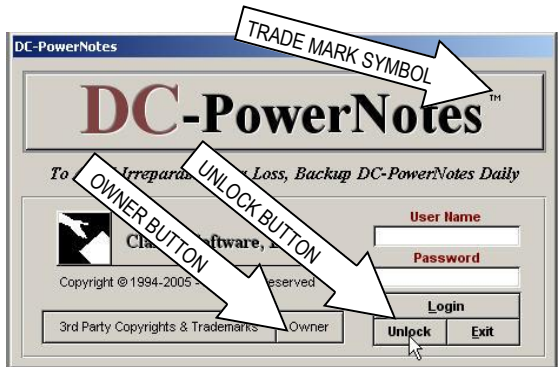 TRADE MARK SYMBOL
DC-PowerNotes
DC-PowerNotes™
To Loss, Backup DC-PowerNotes Daily
OWNER BUTTON
UNLOCK BUTTON
User Name
Password
Copyright © 1994-2005 -
Login
3rd Party Copyrights & Trademarks
Owner
Unlock
Exit